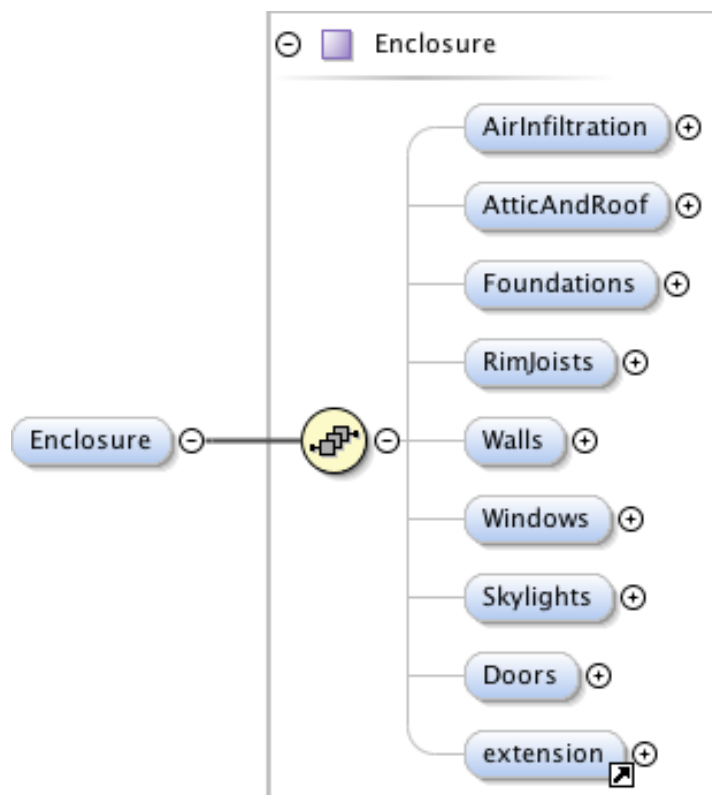 Enclosure
AirInfiltration
AtticAndRoof
Foundations
RimJoists
Enclosure
Walls
Windows
Skylights
Doors
extension